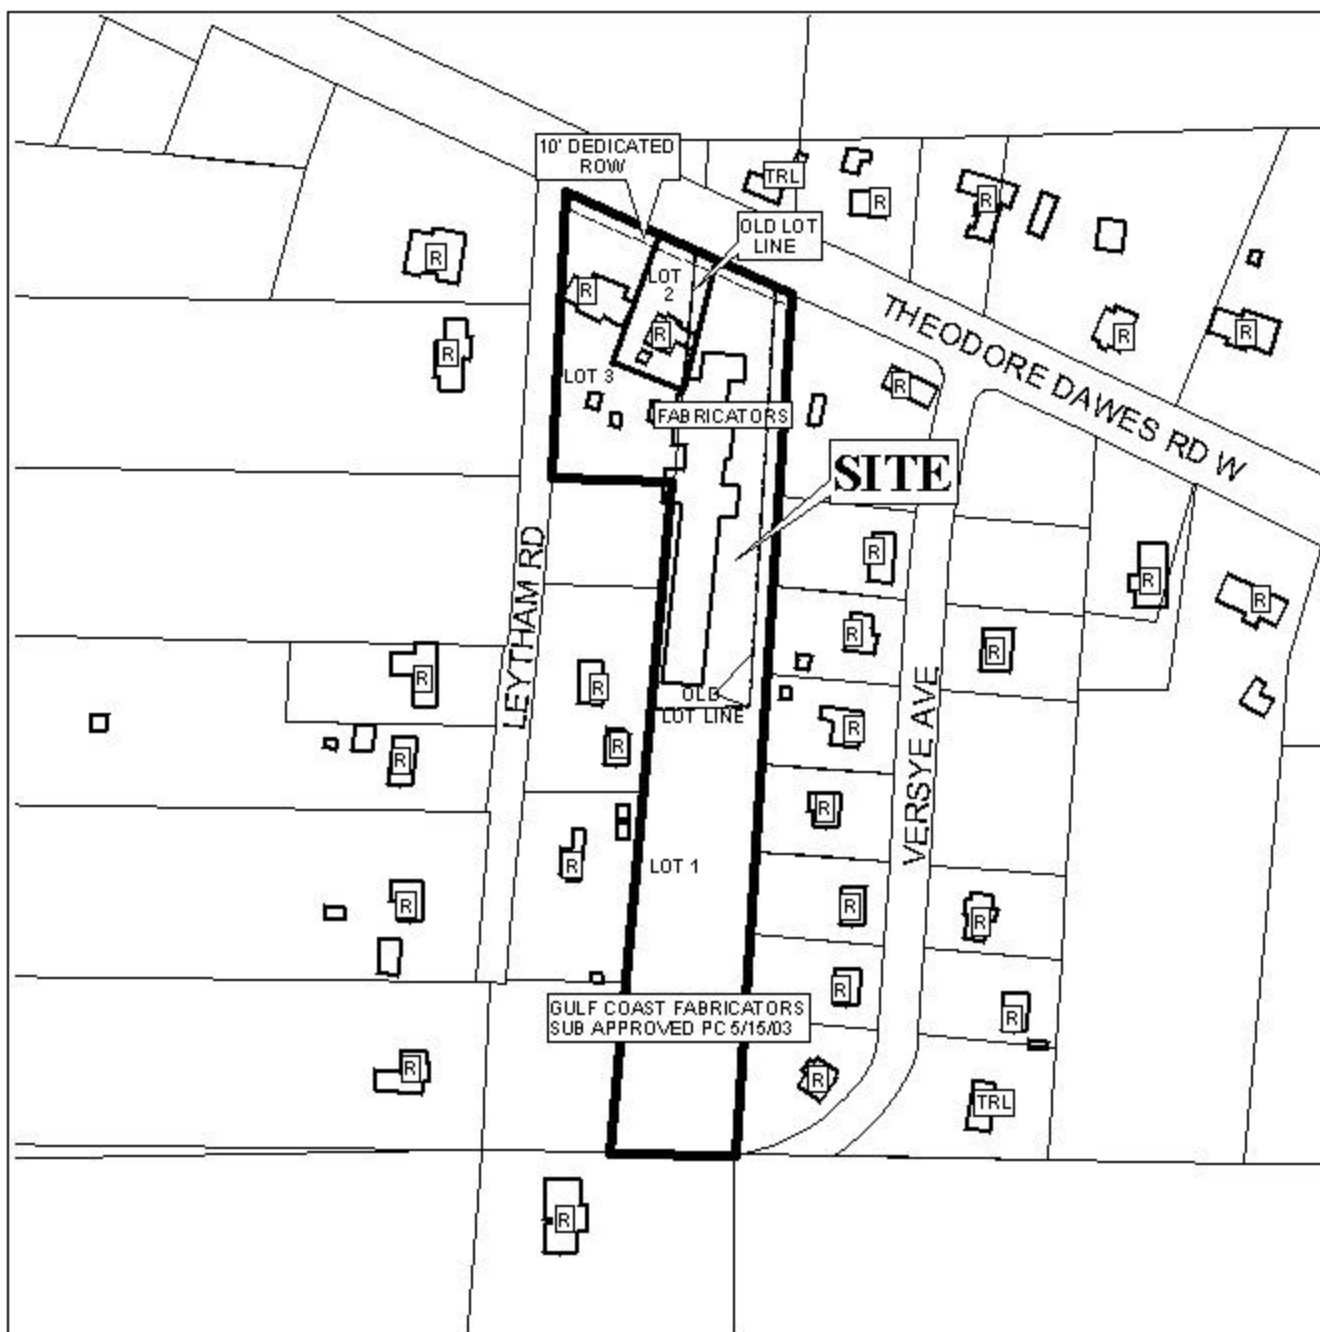 10' DEDICATED
ROW
TRL
R
R
OLD LOT
LINE
R
LOT
2
R
THEODORE DAWES RD W
R
R
R
R
LOT 3
R
FABRICATORS
SITE
LEYTHAM RD
R
R
R
R
R
R
R
OLD
LOT LINE
R
R
R
VERSYE AVE
R
R
LOT 1
R
R
R
R
GULF COAST FABRICATORS
SUB APPROVED PC 5/15/03
R
R
R
TRL
R